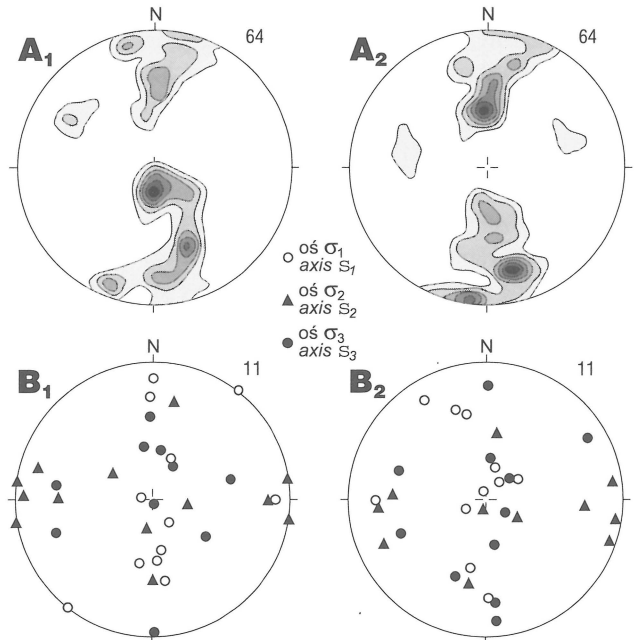 N
A1
64
N
A2
64
oś σ1
axis S1
oś σ2
axis S2
oś σ3
axis S3
N
B1
11
N
B2
11